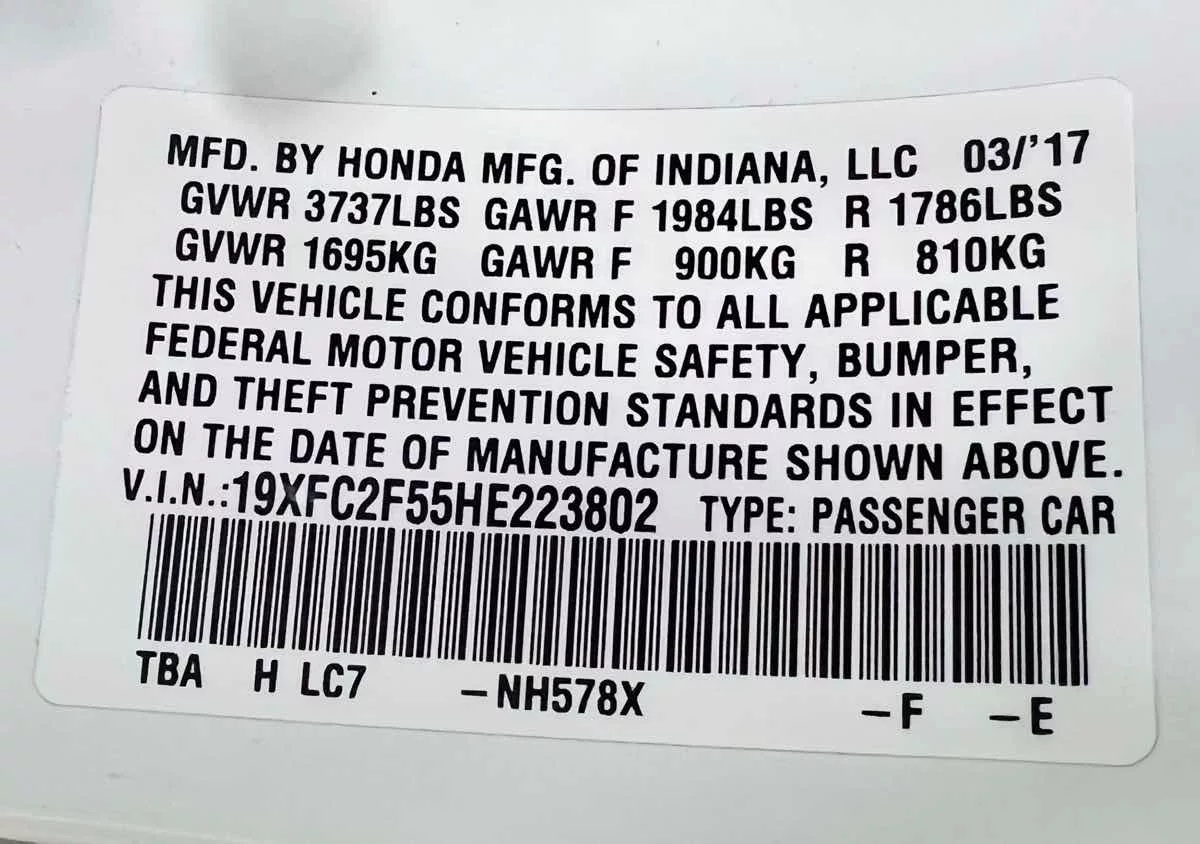 MFD. BY HONDA MFG. OF INDIANA, LLC 03/'17
GVWR 3737LBS GAWR F 1984LBS R 1786LBS
GVWR 1695KG GAWR F 900KG R 810KG
THIS VEHICLE CONFORMS TO ALL APPLICABLE
FEDERAL MOTOR VEHICLE SAFETY, BUMPER,
AND THEFT PREVENTION STANDARDS IN EFFECT
ON THE DATE OF MANUFACTURE SHOWN ABOVE.
V.I.N.:19XFC2F55HE223802 TYPE: PASSENGER CAR
TBA H LC7 –NH578X –F –E